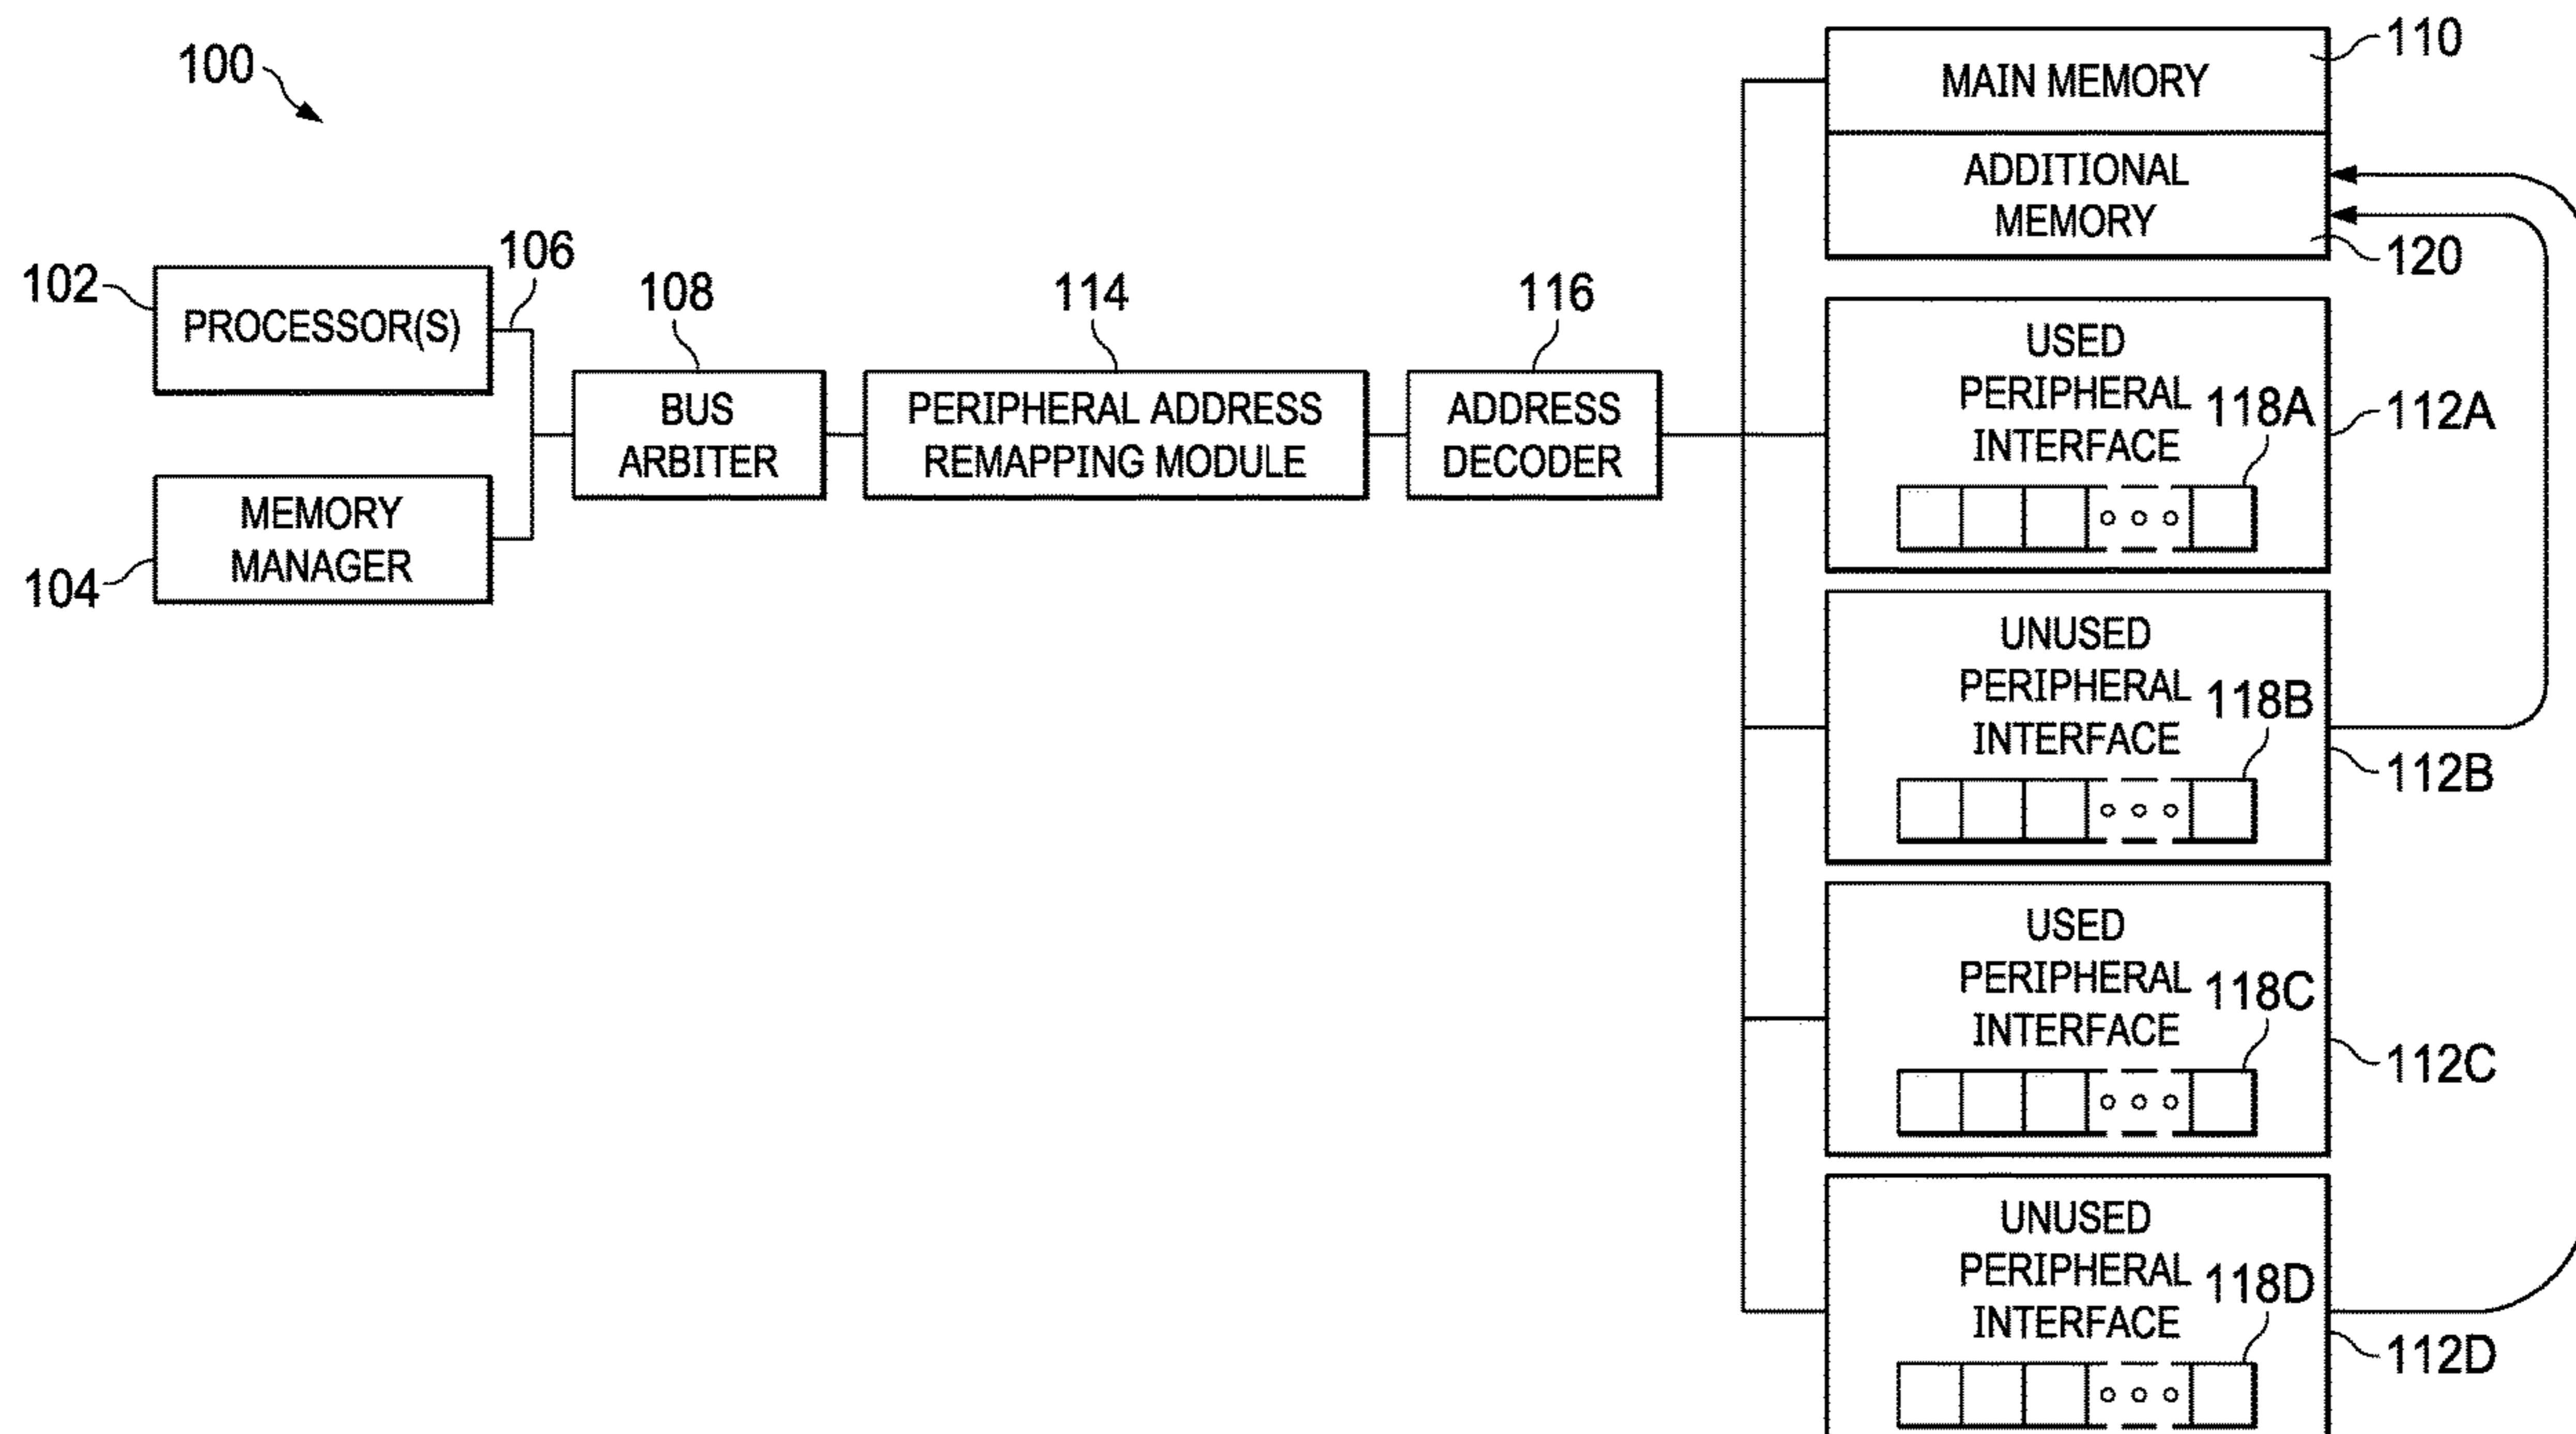 100
102
PROCESSOR(S)
106
104
MEMORY
MANAGER
108
BUS
ARBITER
114
PERIPHERAL ADDRESS
REMAPPING MODULE
116
ADDRESS
DECODER
110
MAIN MEMORY
ADDITIONAL
MEMORY
120
USED
PERIPHERAL
INTERFACE
118A
112A
UNUSED
PERIPHERAL
INTERFACE
118B
112B
USED
PERIPHERAL
INTERFACE
118C
112C
UNUSED
PERIPHERAL
INTERFACE
118D
112D